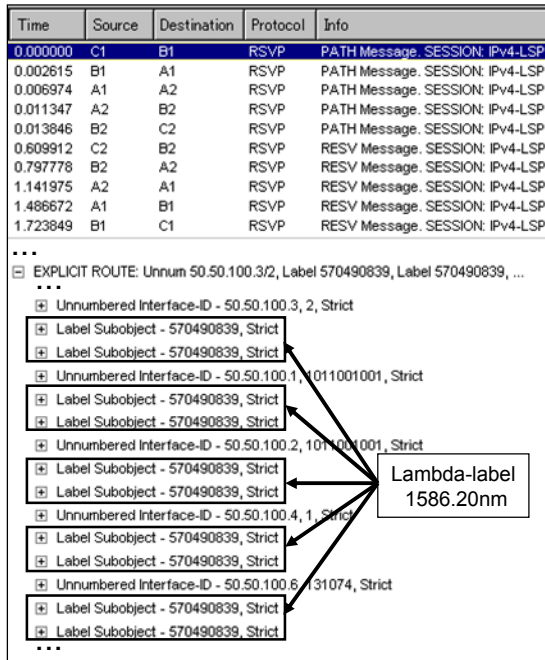 Time Source Destination Protocol Info
0.000000 C1 B1 RSVP PATH Message. SESSION: IPv4-LSP
0.002615 B1 A1 RSVP PATH Message. SESSION: IPv4-LSP
0.006974 A1 A2 RSVP PATH Message. SESSION: IPv4-LSP
0.011347 A2 B2 RSVP PATH Message. SESSION: IPv4-LSP
0.013846 B2 C2 RSVP PATH Message. SESSION: IPv4-LSP
0.609912 C2 B2 RSVP RESV Message. SESSION: IPv4-LSP
0.797778 B2 A2 RSVP RESV Message. SESSION: IPv4-LSP
1.141975 A2 A1 RSVP RESV Message. SESSION: IPv4-LSP
1.486672 A1 B1 RSVP RESV Message. SESSION: IPv4-LSP
1.723849 B1 C1 RSVP RESV Message. SESSION: IPv4-LSP
...
EXPLICIT ROUTE: Unnum 50.50.100.3/2, Label 570490839, Label 570490839, ...
...
Unnumbered Interface-ID - 50.50.100.3, 2, Strict
Label Subobject - 570490839, Strict
Label Subobject - 570490839, Strict
Unnumbered Interface-ID - 50.50.100.1, 1011001001, Strict
Label Subobject - 570490839, Strict
Label Subobject - 570490839, Strict
Unnumbered Interface-ID - 50.50.100.2, 1011001001, Strict
Label Subobject - 570490839, Strict
Label Subobject - 570490839, Strict
Unnumbered Interface-ID - 50.50.100.4, 1, Strict
Label Subobject - 570490839, Strict
Label Subobject - 570490839, Strict
Unnumbered Interface-ID - 50.50.100.6, 131074, Strict
Label Subobject - 570490839, Strict
Label Subobject - 570490839, Strict
...
Lambda-label
1586.20nm